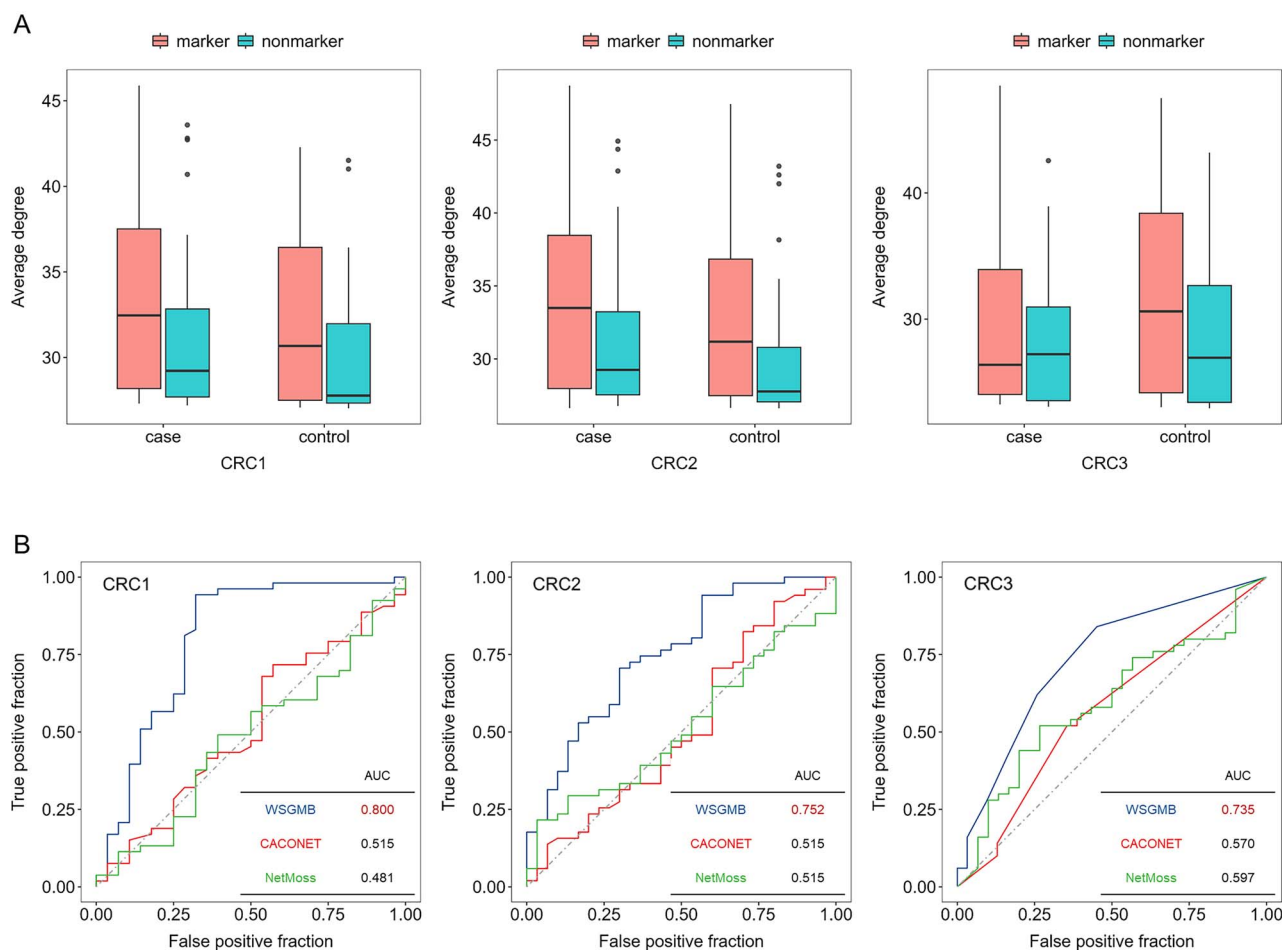 A
marker nonmarker
marker nonmarker
marker nonmarker
Average degree
45
40
35
30
case control
CRC1
Average degree
45
40
35
30
case control
CRC2
Average degree
40
30
case control
CRC3
B
CRC1
True positive fraction
1.00
0.75
0.50
0.25
0.00
AUC
WSGMB 0.800
CACONET 0.515
NetMoss 0.481
0.00 0.25 0.50 0.75 1.00
False positive fraction
CRC2
True positive fraction
1.00
0.75
0.50
0.25
0.00
AUC
WSGMB 0.752
CACONET 0.515
NetMoss 0.515
0.00 0.25 0.50 0.75 1.00
False positive fraction
CRC3
True positive fraction
1.00
0.75
0.50
0.25
0.00
AUC
WSGMB 0.735
CACONET 0.570
NetMoss 0.597
0.00 0.25 0.50 0.75 1.00
False positive fraction